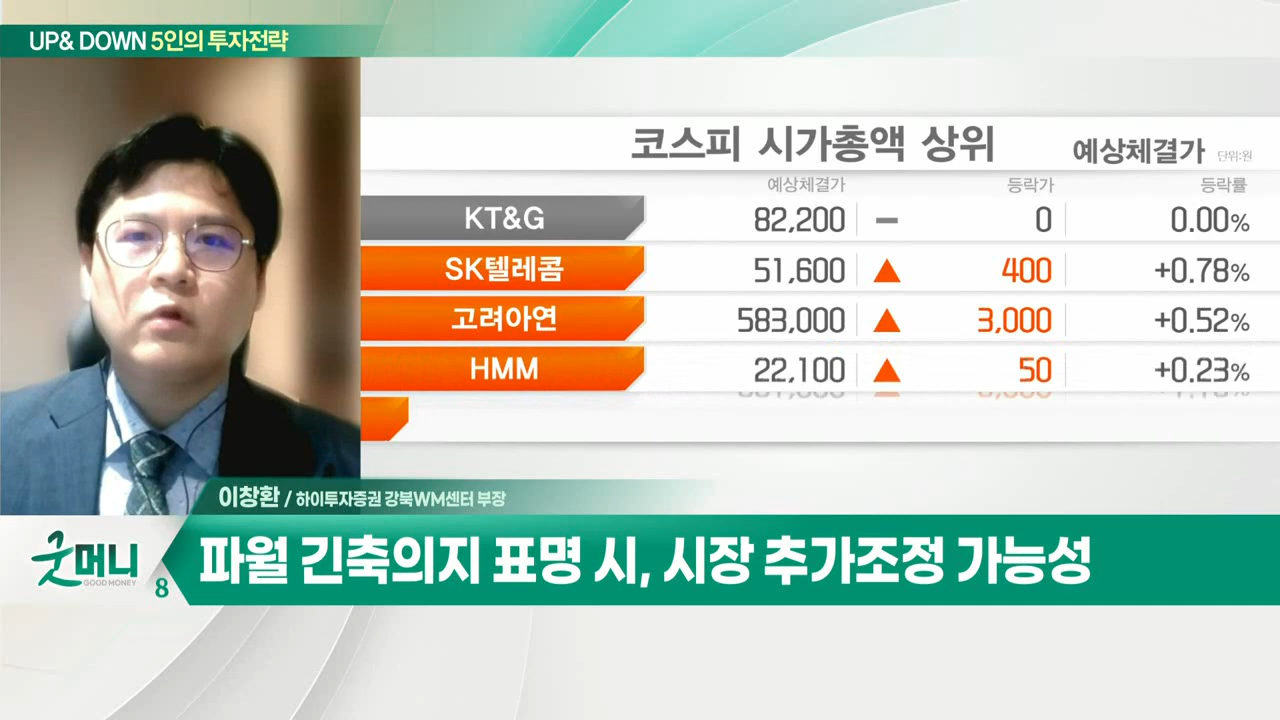 UP& DOWN 5인의 투자전략
코스피 시가총액 상위 예상체결가 단위:원
예상체결가 등락가 등락률
KT&G 82,200 0 0.00%
SK텔레콤 51,600 ▲ 400 +0.78%
고려아연 583,000 ▲ 3,000 +0.52%
HMM 22,100 ▲ 50 +0.23%
이창환 / 하이투자증권 강북WM센터 부장
굿머니
GOOD MONEY
8
파월 긴축의지 표명 시, 시장 추가조정 가능성